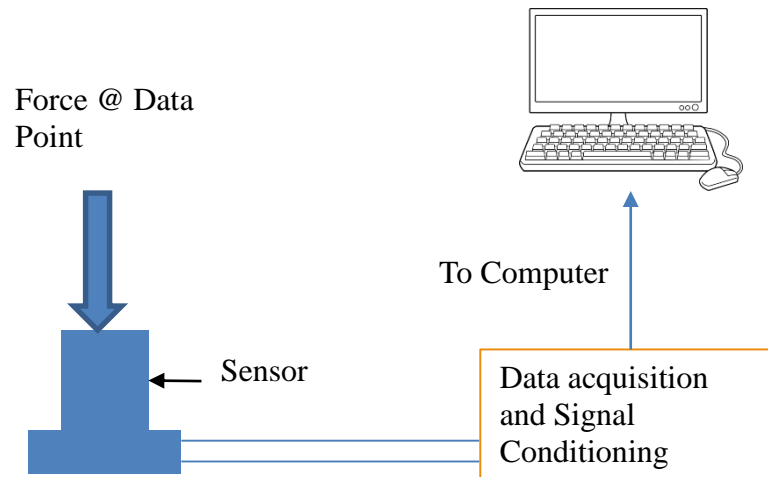 Force @ Data
Point
To Computer
Sensor
Data acquisition
and Signal
Conditioning